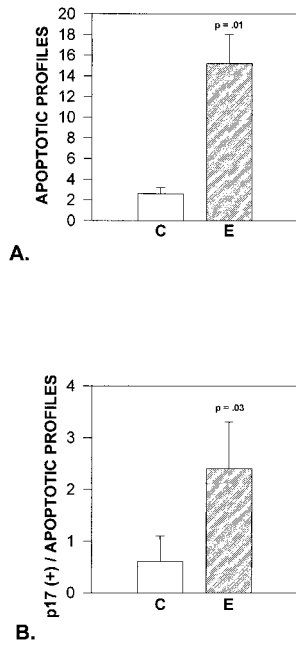 APOPTOTIC PROFILES
20
18
16
14
12
10
8
6
4
2
0
p = .01
C E
A.
p17 (+) / APOPTOTIC PROFILES
4
3
2
1
0
p = .03
C E
B.